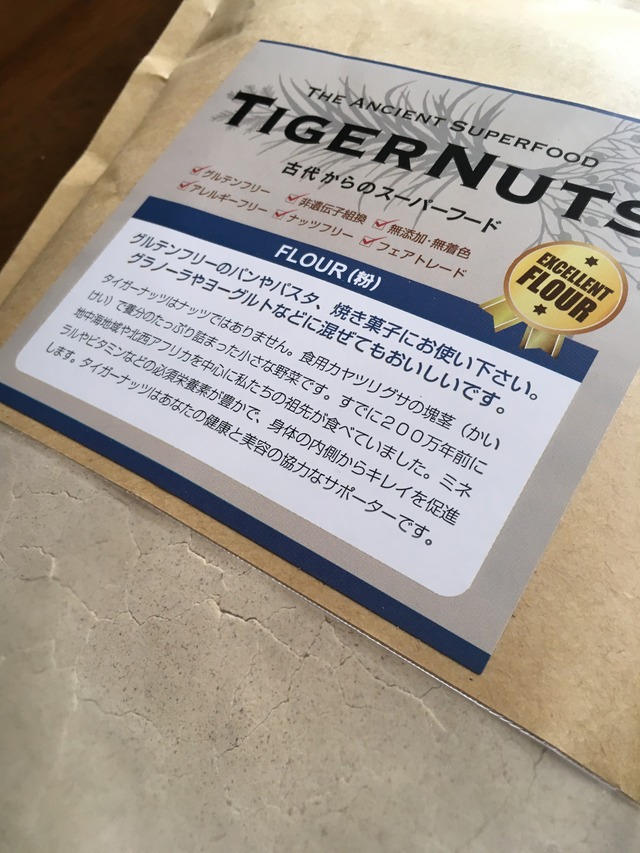 THE ANCIENT SUPERFOOD
TIGERNUTS
古代からのスーパーフード
グルテンフリー 非遺伝子組換 無添加・無着色
アレルギーフリー ナッツフリー フェアトレード
EXCELLENT
FLOUR
FLOUR(粉)
グルテンフリーのパンやパスタ、焼き菓子にお使い下さい。
グラノーラやヨーグルトなどに混ぜてもおいしいです。
タイガーナッツはナッツではありません。食用カヤツリグサの塊茎（かい
けい）で養分のたっぷり詰まった小さな野菜です。すでに200万年前に
地中海地域や北西アフリカを中心に私たちの祖先が食べていました。ミネ
ラルやビタミンなどの必須栄養素が豊かで、身体の内側からキレイを促進
します。タイガーナッツはあなたの健康と美容の協力なサポーターです。